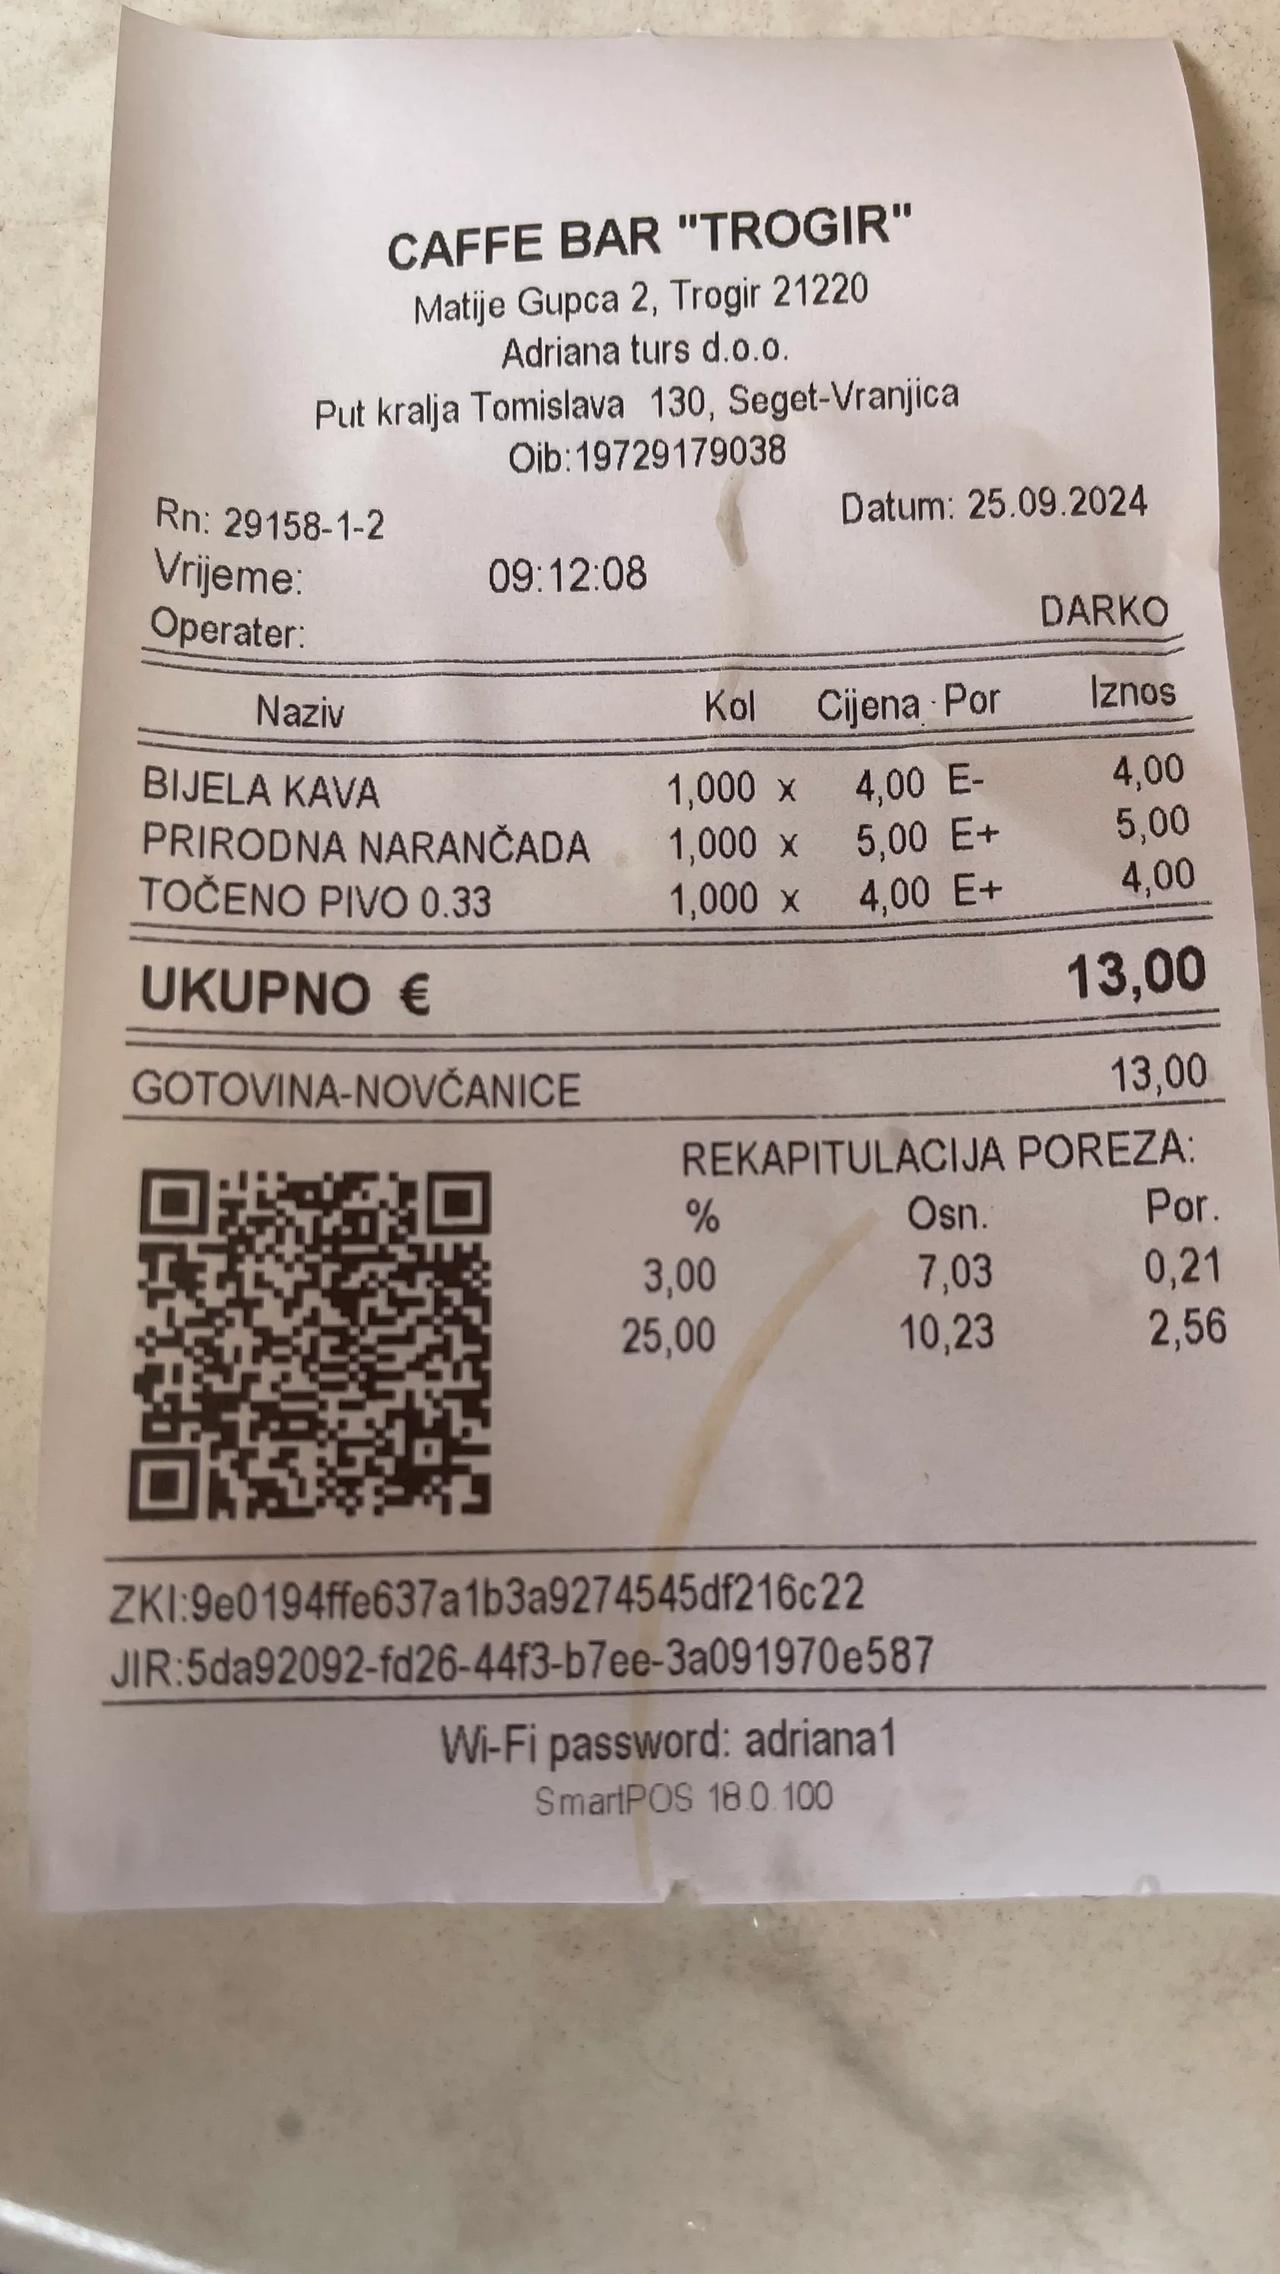 CAFFE BAR "TROGIR"
Matije Gupca 2, Trogir 21220
Adriana turs d.o.o.
Put kralja Tomislava 130, Seget-Vranjica
Oib:19729179038
Rn: 29158-1-2 Datum: 25.09.2024
Vrijeme: 09:12:08
Operater: DARKO
Naziv Kol Cijena Por Iznos
BIJELA KAVA 1,000 x 4,00 E- 4,00
PRIRODNA NARANČADA 1,000 x 5,00 E+ 5,00
TOČENO PIVO 0.33 1,000 x 4,00 E+ 4,00
UKUPNO € 13,00
GOTOVINA-NOVČANICE 13,00
REKAPITULACIJA POREZA:
% Osn. Por.
3,00 7,03 0,21
25,00 10,23 2,56
ZKI:9e0194ffe637a1b3a9274545df216c22
JIR:5da92092-fd26-44f3-b7ee-3a091970e587
Wi-Fi password: adriana1
SmartPOS 18.0.100